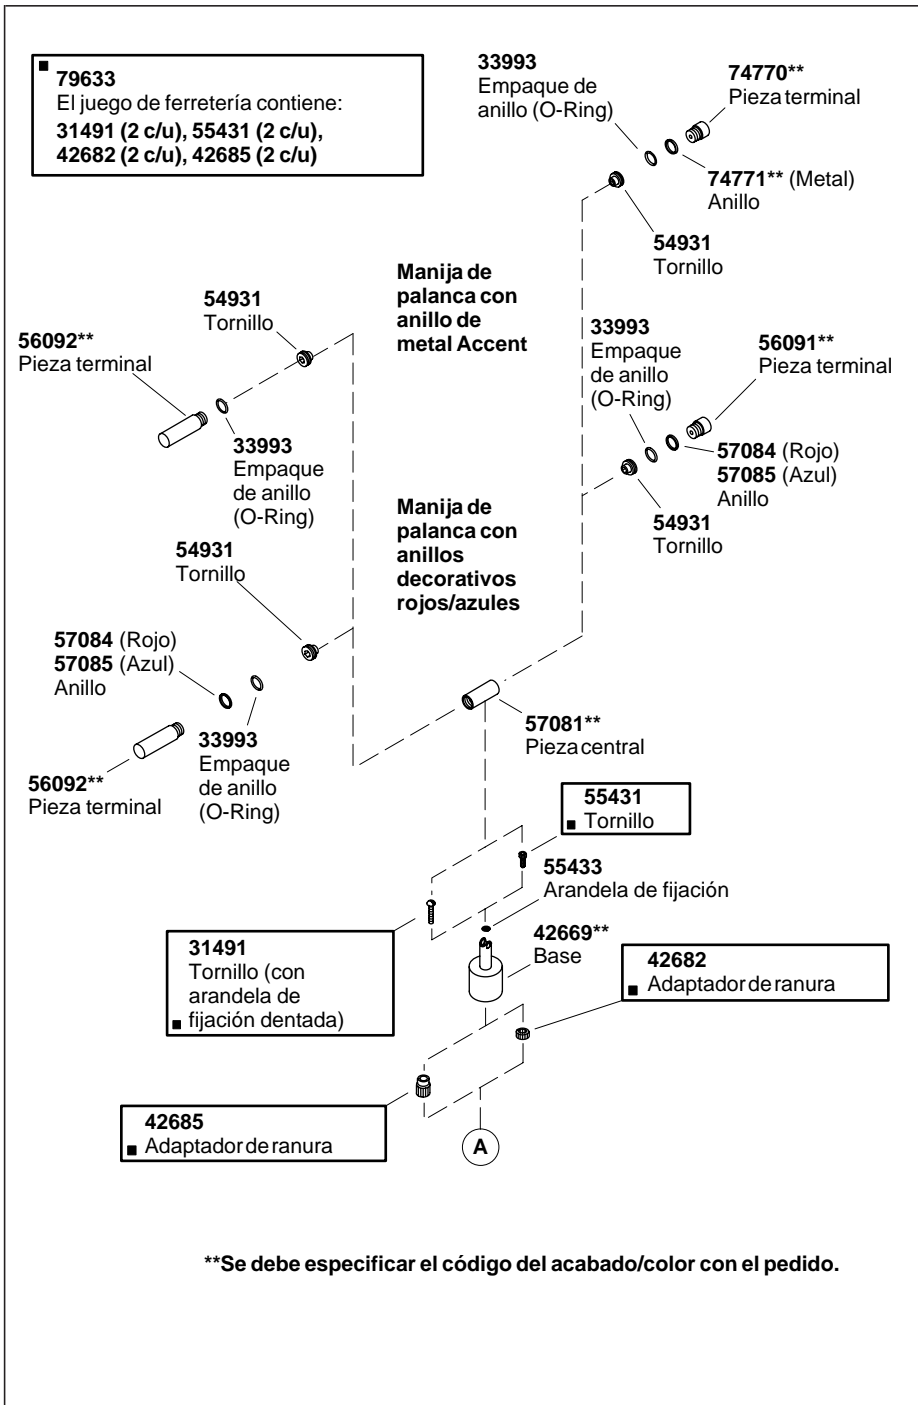 79633
El juego de ferretería contiene:
31491 (2 c/u), 55431 (2 c/u),
42682 (2 c/u), 42685 (2 c/u)
33993
Empaque de
anillo (O-Ring)
74770**
Pieza terminal
74771** (Metal)
Anillo
54931
Tornillo
Manija de
palanca con
anillo de
metal Accent
54931
Tornillo
56092**
Pieza terminal
33993
Empaque
de anillo
(O-Ring)
33993
Empaque
de anillo
(O-Ring)
56091**
Pieza terminal
57084 (Rojo)
57085 (Azul)
Anillo
54931
Tornillo
Manija de
palanca con
anillos
decorativos
rojos/azules
54931
Tornillo
57084 (Rojo)
57085 (Azul)
Anillo
33993
Empaque
de anillo
(O-Ring)
56092**
Pieza terminal
57081**
Pieza central
55431
Tornillo
55433
Arandela de fijación
31491
Tornillo (con
arandela de
fijación dentada)
42669**
Base
42682
Adaptador de ranura
42685
Adaptador de ranura
A
**Se debe especificar el código del acabado/color con el pedido.